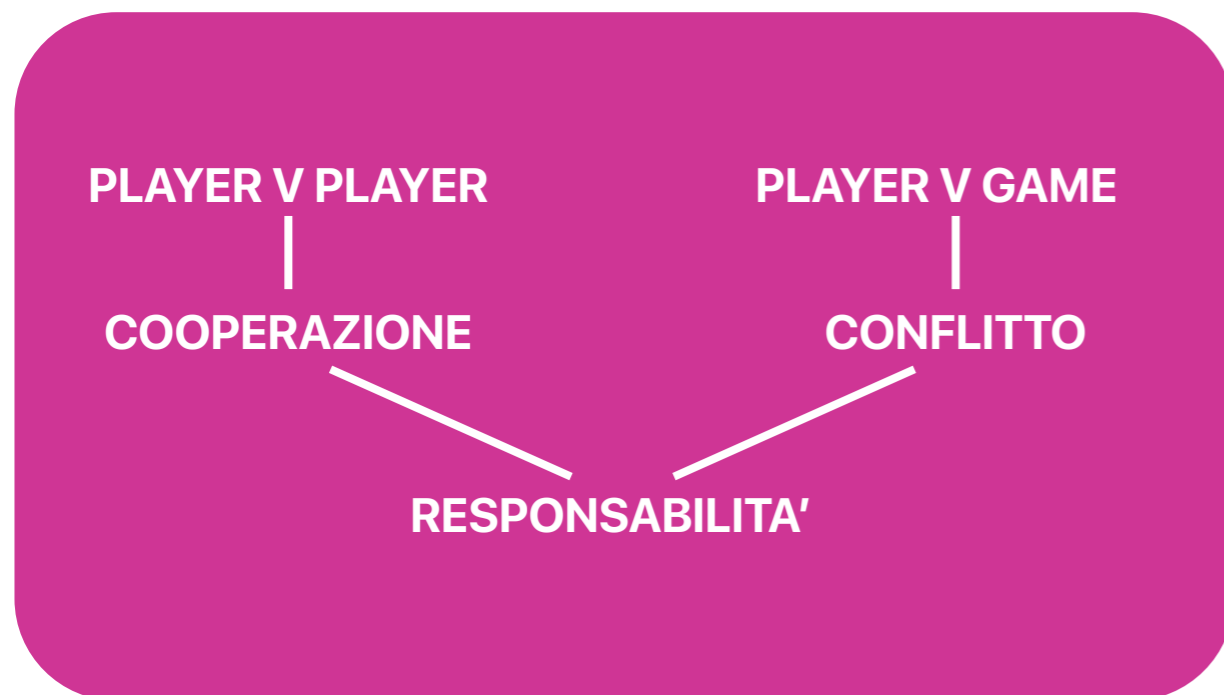 PLAYER V PLAYER
PLAYER V GAME
COOPERAZIONE
CONFLITTO
RESPONSABILITA'